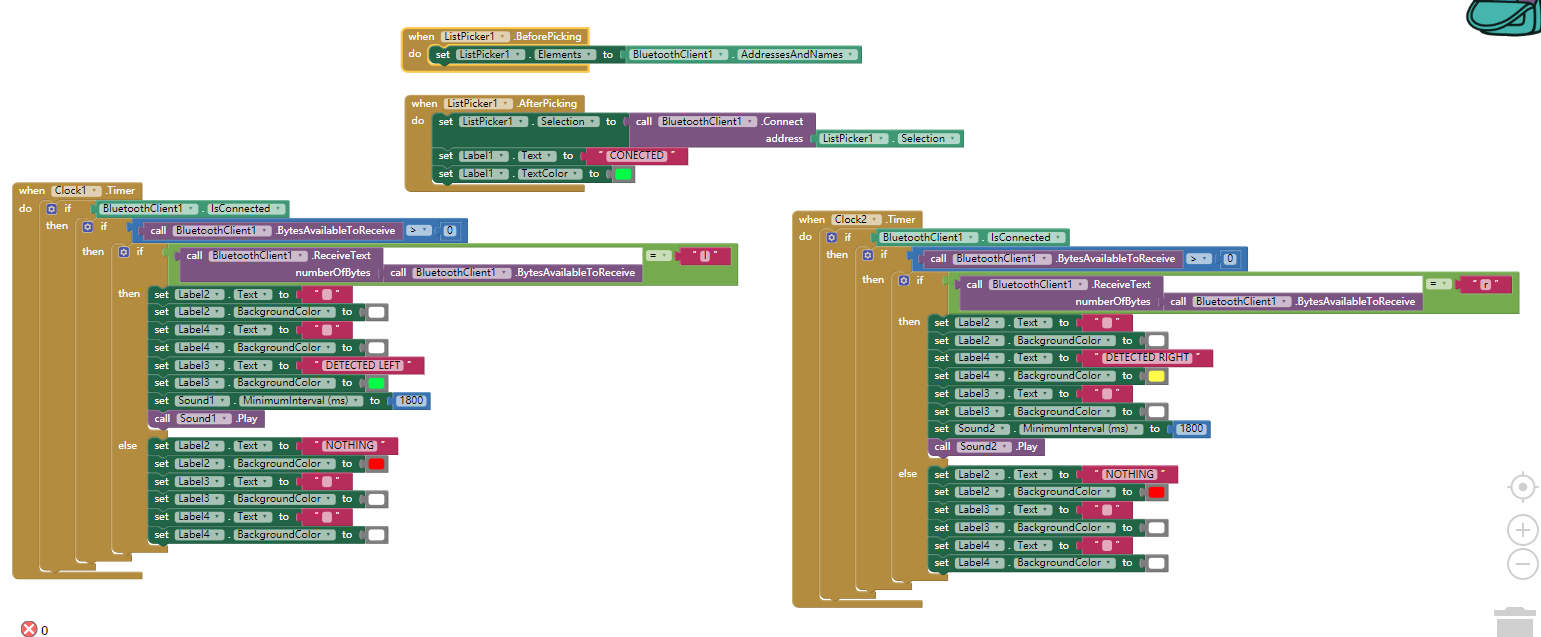 when ListPicker1 .BeforePicking
do set ListPicker1 . Elements to BluetoothClient1 . AddressesAndNames
when ListPicker1 .AfterPicking
do set ListPicker1 . Selection to call BluetoothClient1 .Connect
address ListPicker1 . Selection
set Label1 . Text to " CONECTED "
set Label1 . TextColor to
when Clock1 .Timer
do if BluetoothClient1 . IsConnected
then if call BluetoothClient1 .BytesAvailableToReceive > 0
then if call BluetoothClient1 .ReceiveText = " l "
numberOfBytes call BluetoothClient1 .BytesAvailableToReceive
then set Label2 . Text to " "
set Label2 . BackgroundColor to
set Label4 . Text to " "
set Label4 . BackgroundColor to
set Label3 . Text to " DETECTED LEFT "
set Label3 . BackgroundColor to
set Sound1 . MinimumInterval (ms) to 1800
call Sound1 .Play
else set Label2 . Text to " NOTHING "
set Label2 . BackgroundColor to
set Label3 . Text to " "
set Label3 . BackgroundColor to
set Label4 . Text to " "
set Label4 . BackgroundColor to
when Clock2 .Timer
do if BluetoothClient1 . IsConnected
then if call BluetoothClient1 .BytesAvailableToReceive > 0
then if call BluetoothClient1 .ReceiveText = " r "
numberOfBytes call BluetoothClient1 .BytesAvailableToReceive
then set Label2 . Text to " "
set Label2 . BackgroundColor to
set Label4 . Text to " DETECTED RIGHT "
set Label4 . BackgroundColor to
set Label3 . Text to " "
set Label3 . BackgroundColor to
set Sound2 . MinimumInterval (ms) to 1800
call Sound2 .Play
else set Label2 . Text to " NOTHING "
set Label2 . BackgroundColor to
set Label3 . Text to " "
set Label3 . BackgroundColor to
set Label4 . Text to " "
set Label4 . BackgroundColor to
0